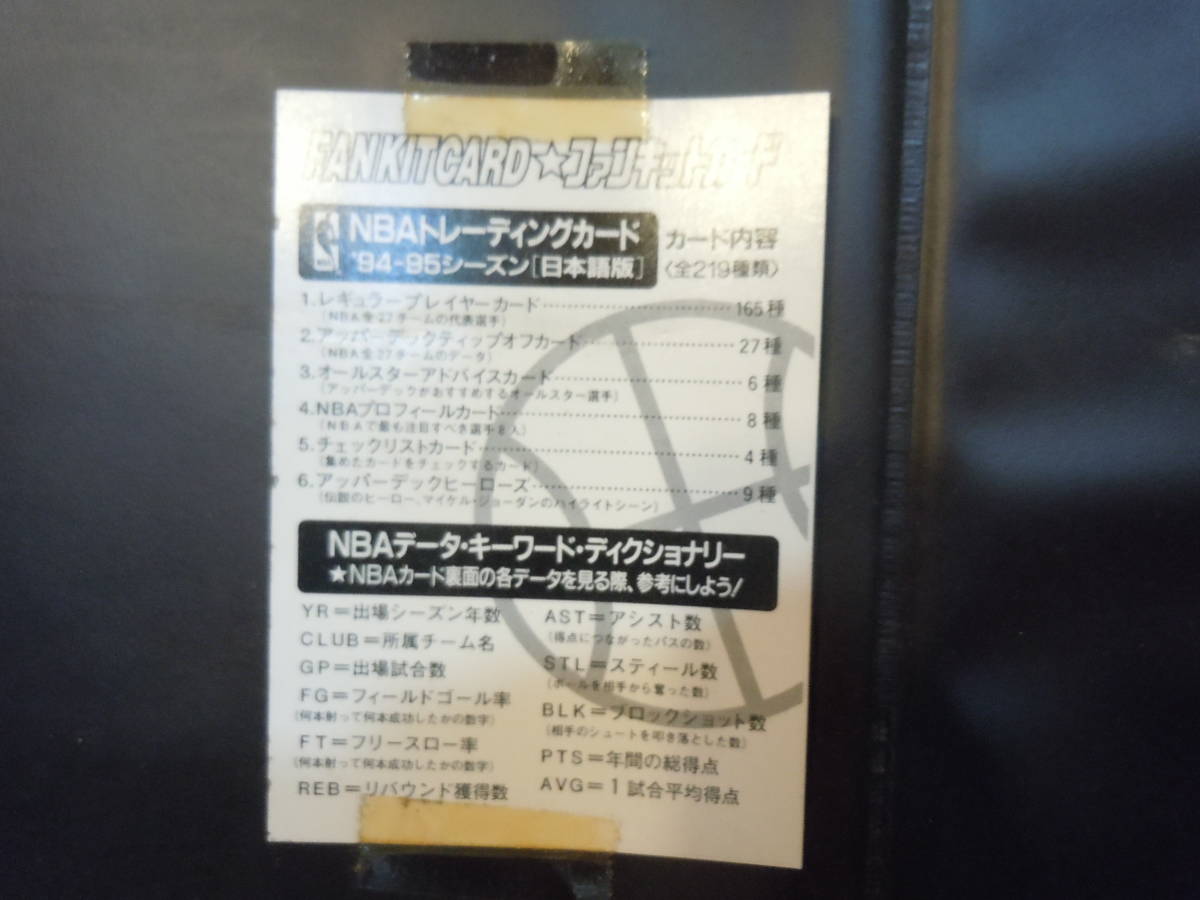 FANKITCARD★ファンキットカード
NBAトレーディングカード
'94-95シーズン[日本語版]
カード内容
〈全219種類〉
1.レギュラープレイヤーカード…………………165種
(NBA全27チームの代表選手)
2.アッパーデックティップオフカード……………27種
(NBA全27チームのデータ)
3.オールスターアドバイスカード…………………6種
(アッパーデックがおすすめするオールスター選手)
4.NBAプロフィールカード………………………8種
(NBAで最も注目すべき選手8人)
5.チェックリストカード…………………………4種
(集めたカードをチェックするカード)
6.アッパーデックヒーローズ……………………9種
(伝説のヒーロー、マイケル・ジョーダンのハイライトシーン)
NBAデータ・キーワード・ディクショナリー
★NBAカード裏面の各データを見る際、参考にしよう!
YR=出場シーズン年数
CLUB=所属チーム名
GP=出場試合数
FG=フィールドゴール率
(何本射って何本成功したかの数字)
FT=フリースロー率
(何本射って何本成功したかの数字)
REB=リバウンド獲得数
AST=アシスト数
(得点につながったパスの数)
STL=スティール数
(ボールを相手から奪った数)
BLK=ブロックショット数
(相手のシュートを叩き落とした数)
PTS=年間の総得点
AVG=1試合平均得点